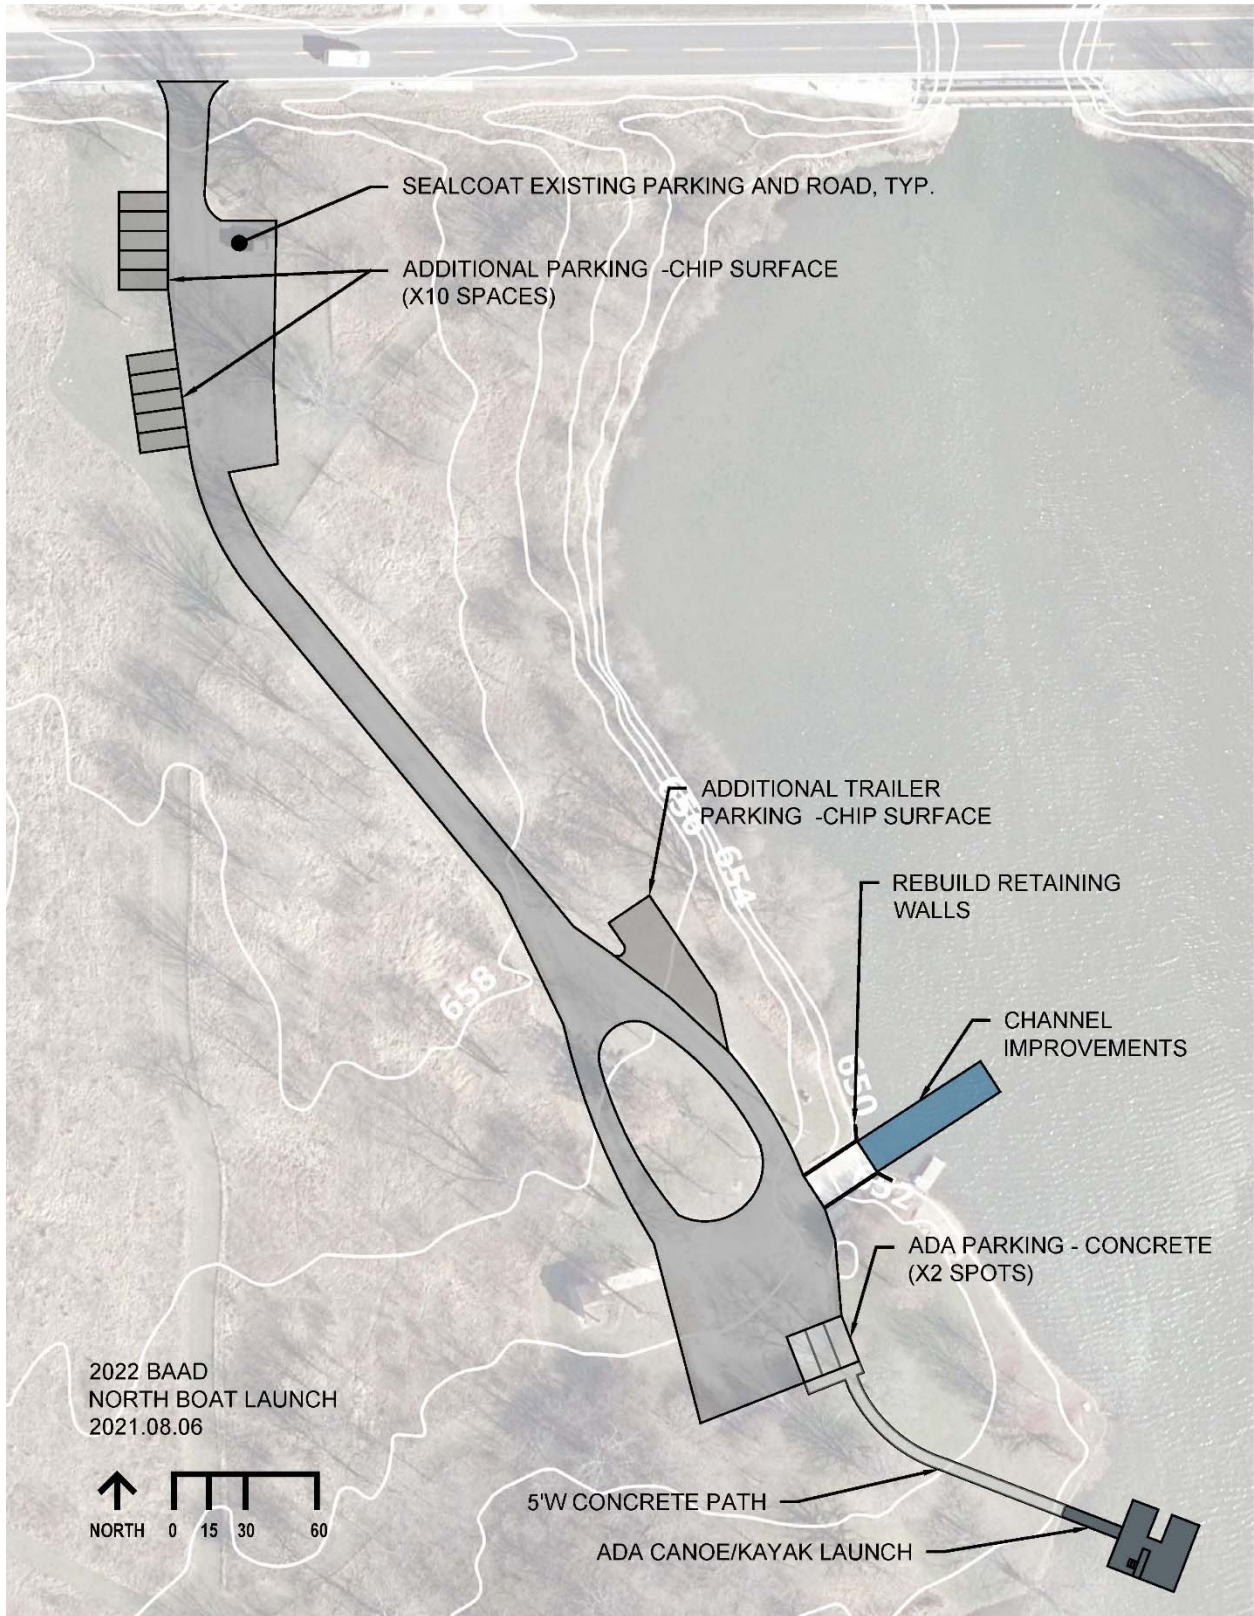 SEALCOAT EXISTING PARKING AND ROAD, TYP.
ADDITIONAL PARKING -CHIP SURFACE
(X10 SPACES)
ADDITIONAL TRAILER
PARKING -CHIP SURFACE
656
654
REBUILD RETAINING
WALLS
658
CHANNEL
IMPROVEMENTS
650
52
ADA PARKING - CONCRETE
(X2 SPOTS)
2022 BAAD
NORTH BOAT LAUNCH
2021.08.06
NORTH 0 15 30 60
5'W CONCRETE PATH
ADA CANOE/KAYAK LAUNCH